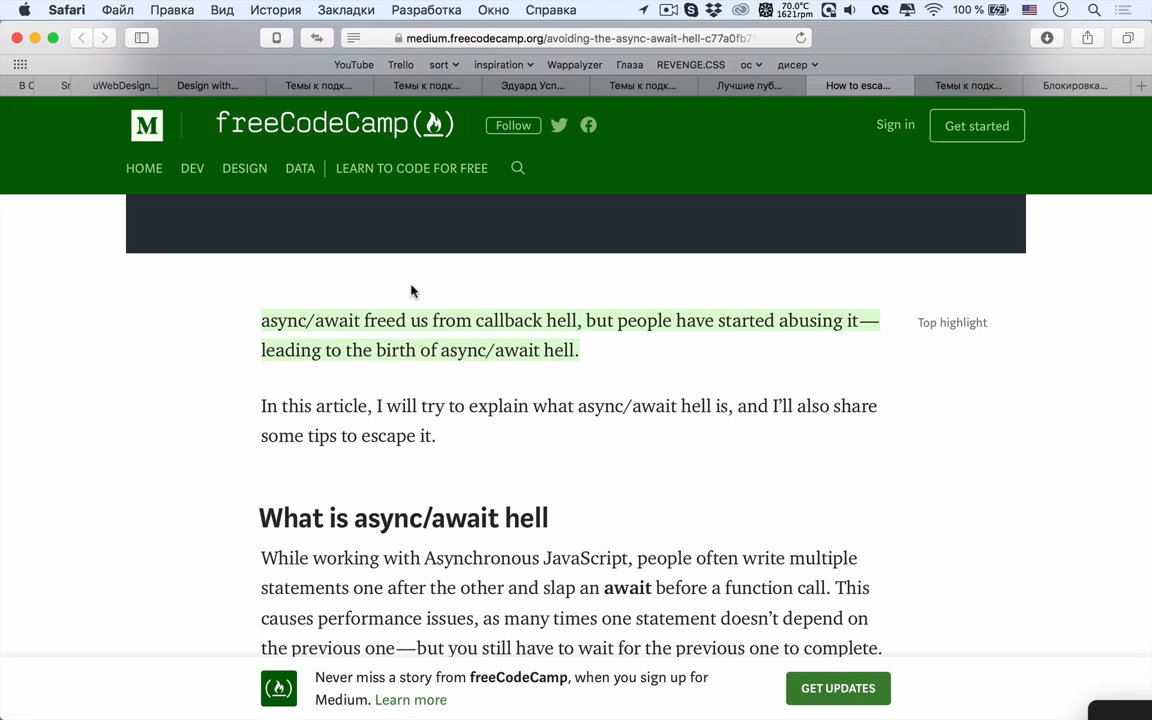 Safari Файл Правка Вид История Закладки Разработка Окно Справка 70.0°C 1621rpm 100 %
medium.freecodecamp.org/avoiding-the-async-await-hell-c77a0fb7
YouTube Trello sort inspiration Wappalyzer Глаза REVENGE.CSS ос дисер
В С Sr uWebDesign... Design with... Темы к подк... Темы к подк... Эдуард Усп... Темы к подк... Лучшие пуб... How to esca... Темы к подк... Блокировка...
M freeCodeCamp Follow Sign in Get started
HOME DEV DESIGN DATA LEARN TO CODE FOR FREE
async/await freed us from callback hell, but people have started abusing it—
Top highlight
leading to the birth of async/await hell.
In this article, I will try to explain what async/await hell is, and I’ll also share
some tips to escape it.
What is async/await hell
While working with Asynchronous JavaScript, people often write multiple
statements one after the other and slap an await before a function call. This
causes performance issues, as many times one statement doesn’t depend on
the previous one—but you still have to wait for the previous one to complete.
Never miss a story from freeCodeCamp, when you sign up for
Medium. Learn more
GET UPDATES